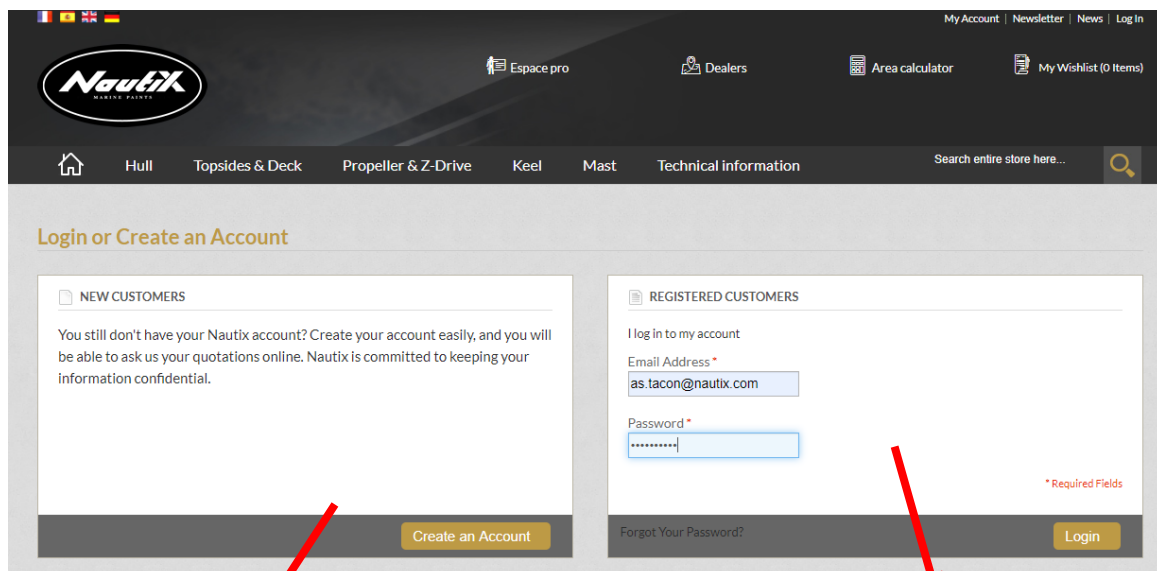 My Account | Newsletter | News | Log In
Nautix
MARINE PAINTS
Espace pro
Dealers
Area calculator
My Wishlist (0 Items)
Hull Topsides & Deck Propeller & Z-Drive Keel Mast Technical information
Search entire store here...
Login or Create an Account
NEW CUSTOMERS
You still don't have your Nautix account? Create your account easily, and you will
be able to ask us your quotations online. Nautix is committed to keeping your
information confidential.
Create an Account
REGISTERED CUSTOMERS
I log in to my account
Email Address *
as.tacon@nautix.com
Password *
••••••••••
* Required Fields
Forgot Your Password?
Login